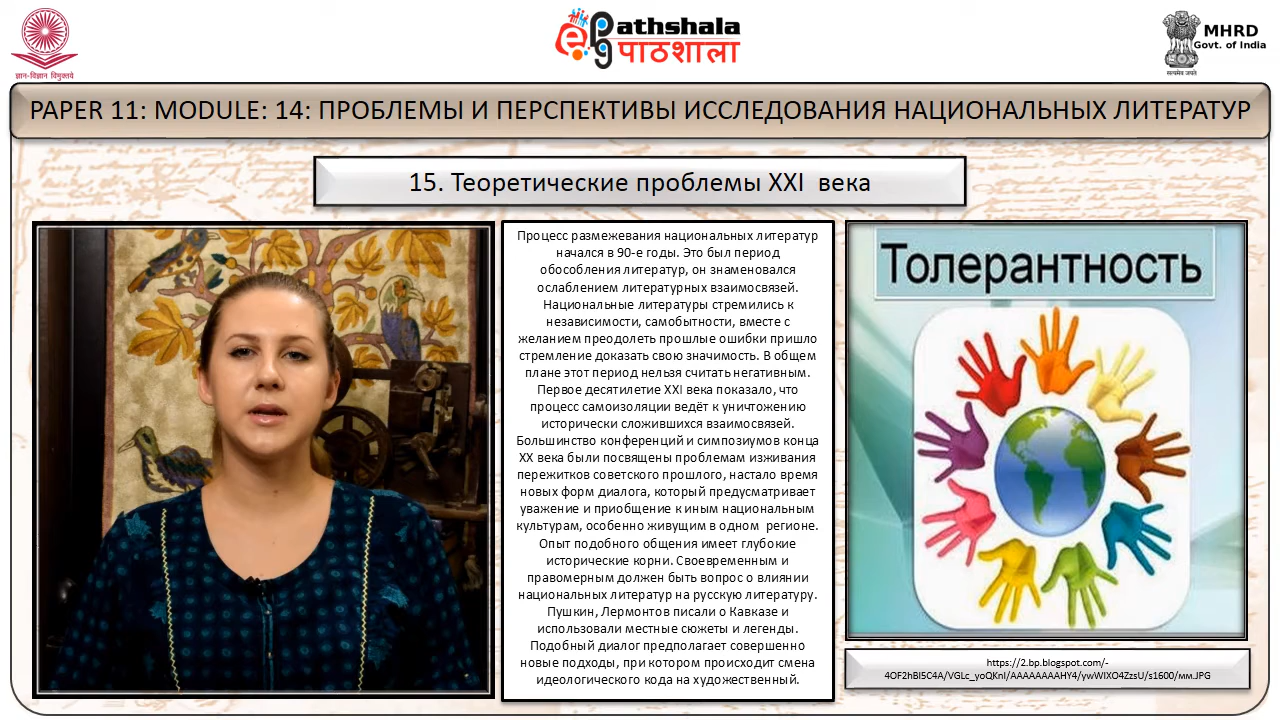 ज्ञान-विज्ञान विमुक्तये
ePg Pathshala
पाठशाला
MHRD
Govt. of India
सत्यमेव जयते
PAPER 11: MODULE: 14: ПРОБЛЕМЫ И ПЕРСПЕКТИВЫ ИССЛЕДОВАНИЯ НАЦИОНАЛЬНЫХ ЛИТЕРАТУР
15. Теоретические проблемы XXI века
Процесс размежевания национальных литератур
начался в 90-е годы. Это был период
обособления литератур, он знаменовался
ослаблением литературных взаимосвязей.
Национальные литературы стремились к
независимости, самобытности, вместе с
желанием преодолеть прошлые ошибки пришло
стремление доказать свою значимость. В общем
плане этот период нельзя считать негативным.
Первое десятилетие XXI века показало, что
процесс самоизоляции ведёт к уничтожению
исторически сложившихся взаимосвязей.
Большинство конференций и симпозиумов конца
XX века были посвящены проблемам изживания
пережитков советского прошлого, настало время
новых форм диалога, который предусматривает
уважение и приобщение к иным национальным
культурам, особенно живущим в одном регионе.
Опыт подобного общения имеет глубокие
исторические корни. Своевременным и
правомерным должен быть вопрос о влиянии
национальных литератур на русскую литературу.
Пушкин, Лермонтов писали о Кавказе и
использовали местные сюжеты и легенды.
Подобный диалог предполагает совершенно
новые подходы, при котором происходит смена
идеологического кода на художественный.
Толерантность
https://2.bp.blogspot.com/-
4OF2hBI5C4A/VGLc_yoQKnI/AAAAAAAAHY4/ywWIXO4ZzsU/s1600/мм.JPG